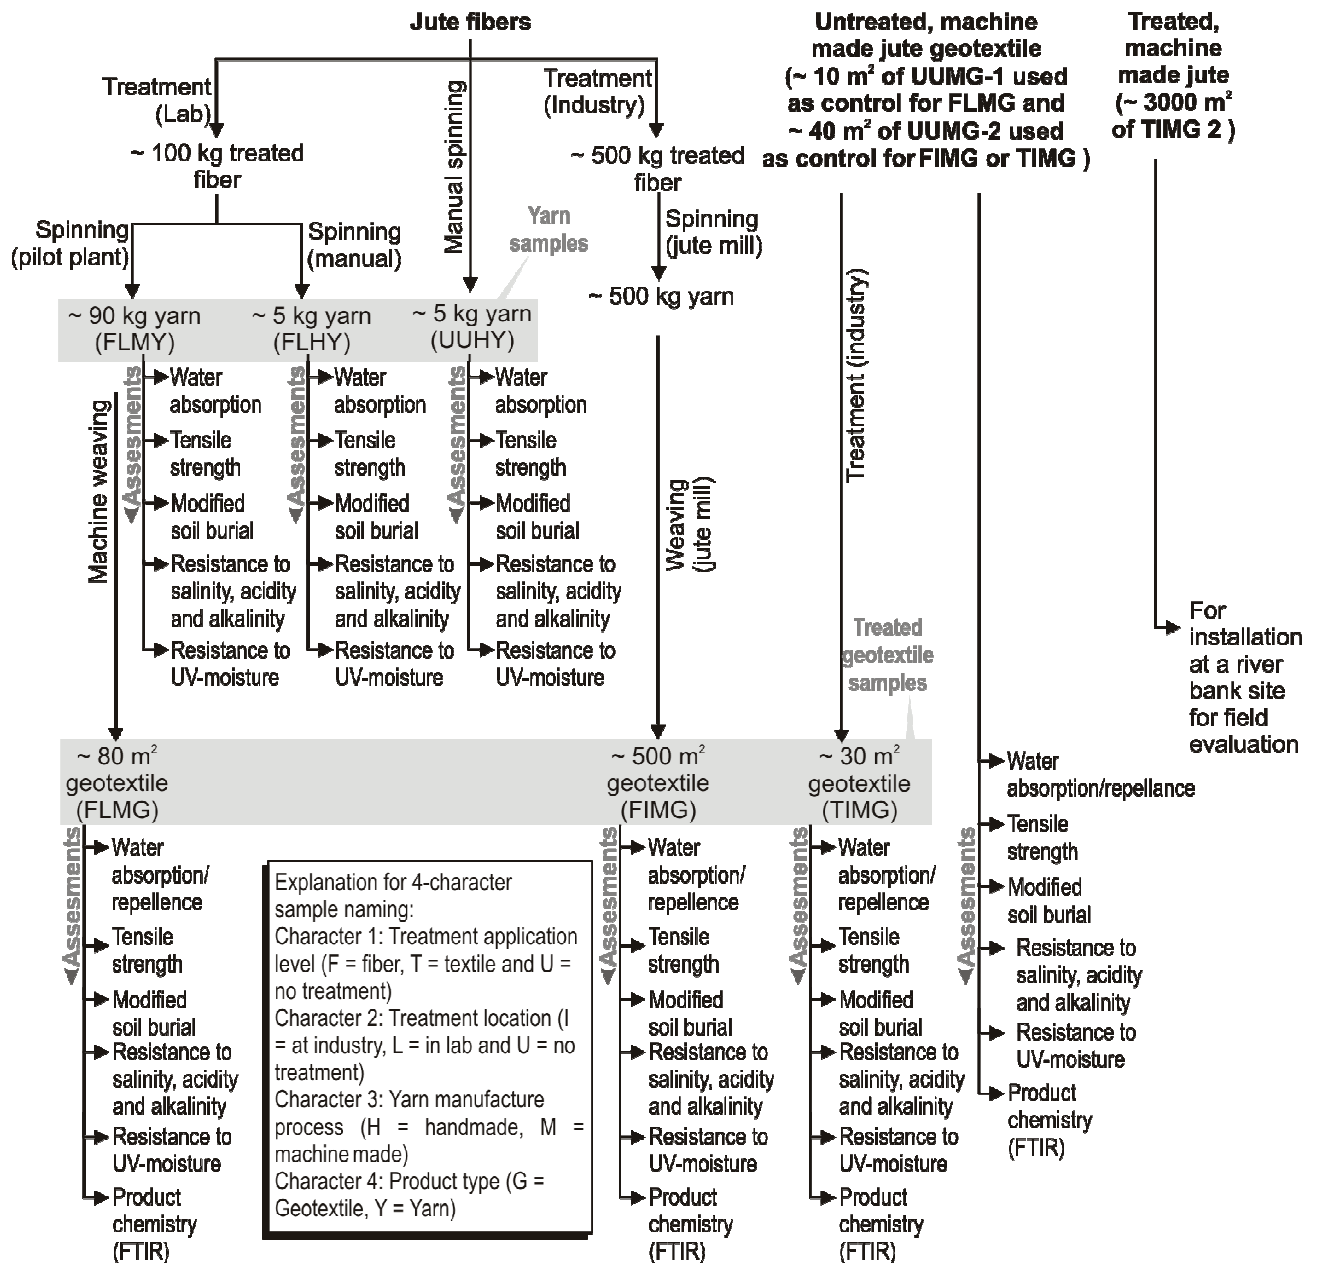 Jute fibers
Treatment
(Lab)
~ 100 kg treated
fiber
Spinning
(pilot plant)
Spinning
(manual)
Manual spinning
Treatment
(Industry)
~ 500 kg treated
fiber
Spinning
(jute mill)
~ 500 kg yarn
Yarn
samples
Untreated, machine
made jute geotextile
(~ 10 m² of UUMG-1 used
as control for FLMG and
~ 40 m² of UUMG-2 used
as control for FIMG or TIMG )
Treated,
machine
made jute
(~ 3000 m²
of TIMG 2 )
~ 90 kg yarn
(FLMY)
~ 5 kg yarn
(FLHY)
~ 5 kg yarn
(UUHY)
Machine weaving
Assesments
Water
absorption
Tensile
strength
Modified
soil burial
Resistance to
salinity, acidity
and alkalinity
Resistance to
UV-moisture
Assesments
Water
absorption
Tensile
strength
Modified
soil burial
Resistance to
salinity, acidity
and alkalinity
Resistance to
UV-moisture
Assesments
Water
absorption
Tensile
strength
Modified
soil burial
Resistance to
salinity, acidity
and alkalinity
Resistance to
UV-moisture
Weaving
(jute mill)
Treatment (industry)
Treated
geotextile
samples
For
installation
at a river
bank site
for field
evaluation
~ 80 m²
geotextile
(FLMG)
~ 500 m²
geotextile
(FIMG)
~ 30 m²
geotextile
(TIMG)
Assesments
Water
absorption/
repellence
Tensile
strength
Modified
soil burial
Resistance to
salinity, acidity
and alkalinity
Resistance to
UV-moisture
Product
chemistry
(FTIR)
Explanation for 4-character
sample naming:
Character 1: Treatment application
level (F = fiber, T = textile and U =
no treatment)
Character 2: Treatment location (I
= at industry, L = in lab and U = no
treatment)
Character 3: Yarn manufacture
process (H = handmade, M =
machine made)
Character 4: Product type (G =
Geotextile, Y = Yarn)
Assesments
Water
absorption/
repellence
Tensile
strength
Modified
soil burial
Resistance to
salinity, acidity
and alkalinity
Resistance to
UV-moisture
Product
chemistry
(FTIR)
Assesments
Water
absorption/
repellence
Tensile
strength
Modified
soil burial
Resistance to
salinity, acidity
and alkalinity
Resistance to
UV-moisture
Product
chemistry
(FTIR)
Assesments
Water
absorption/repellance
Tensile
strength
Modified
soil burial
Resistance to
salinity, acidity
and alkalinity
Resistance to
UV-moisture
Product
chemistry
(FTIR)